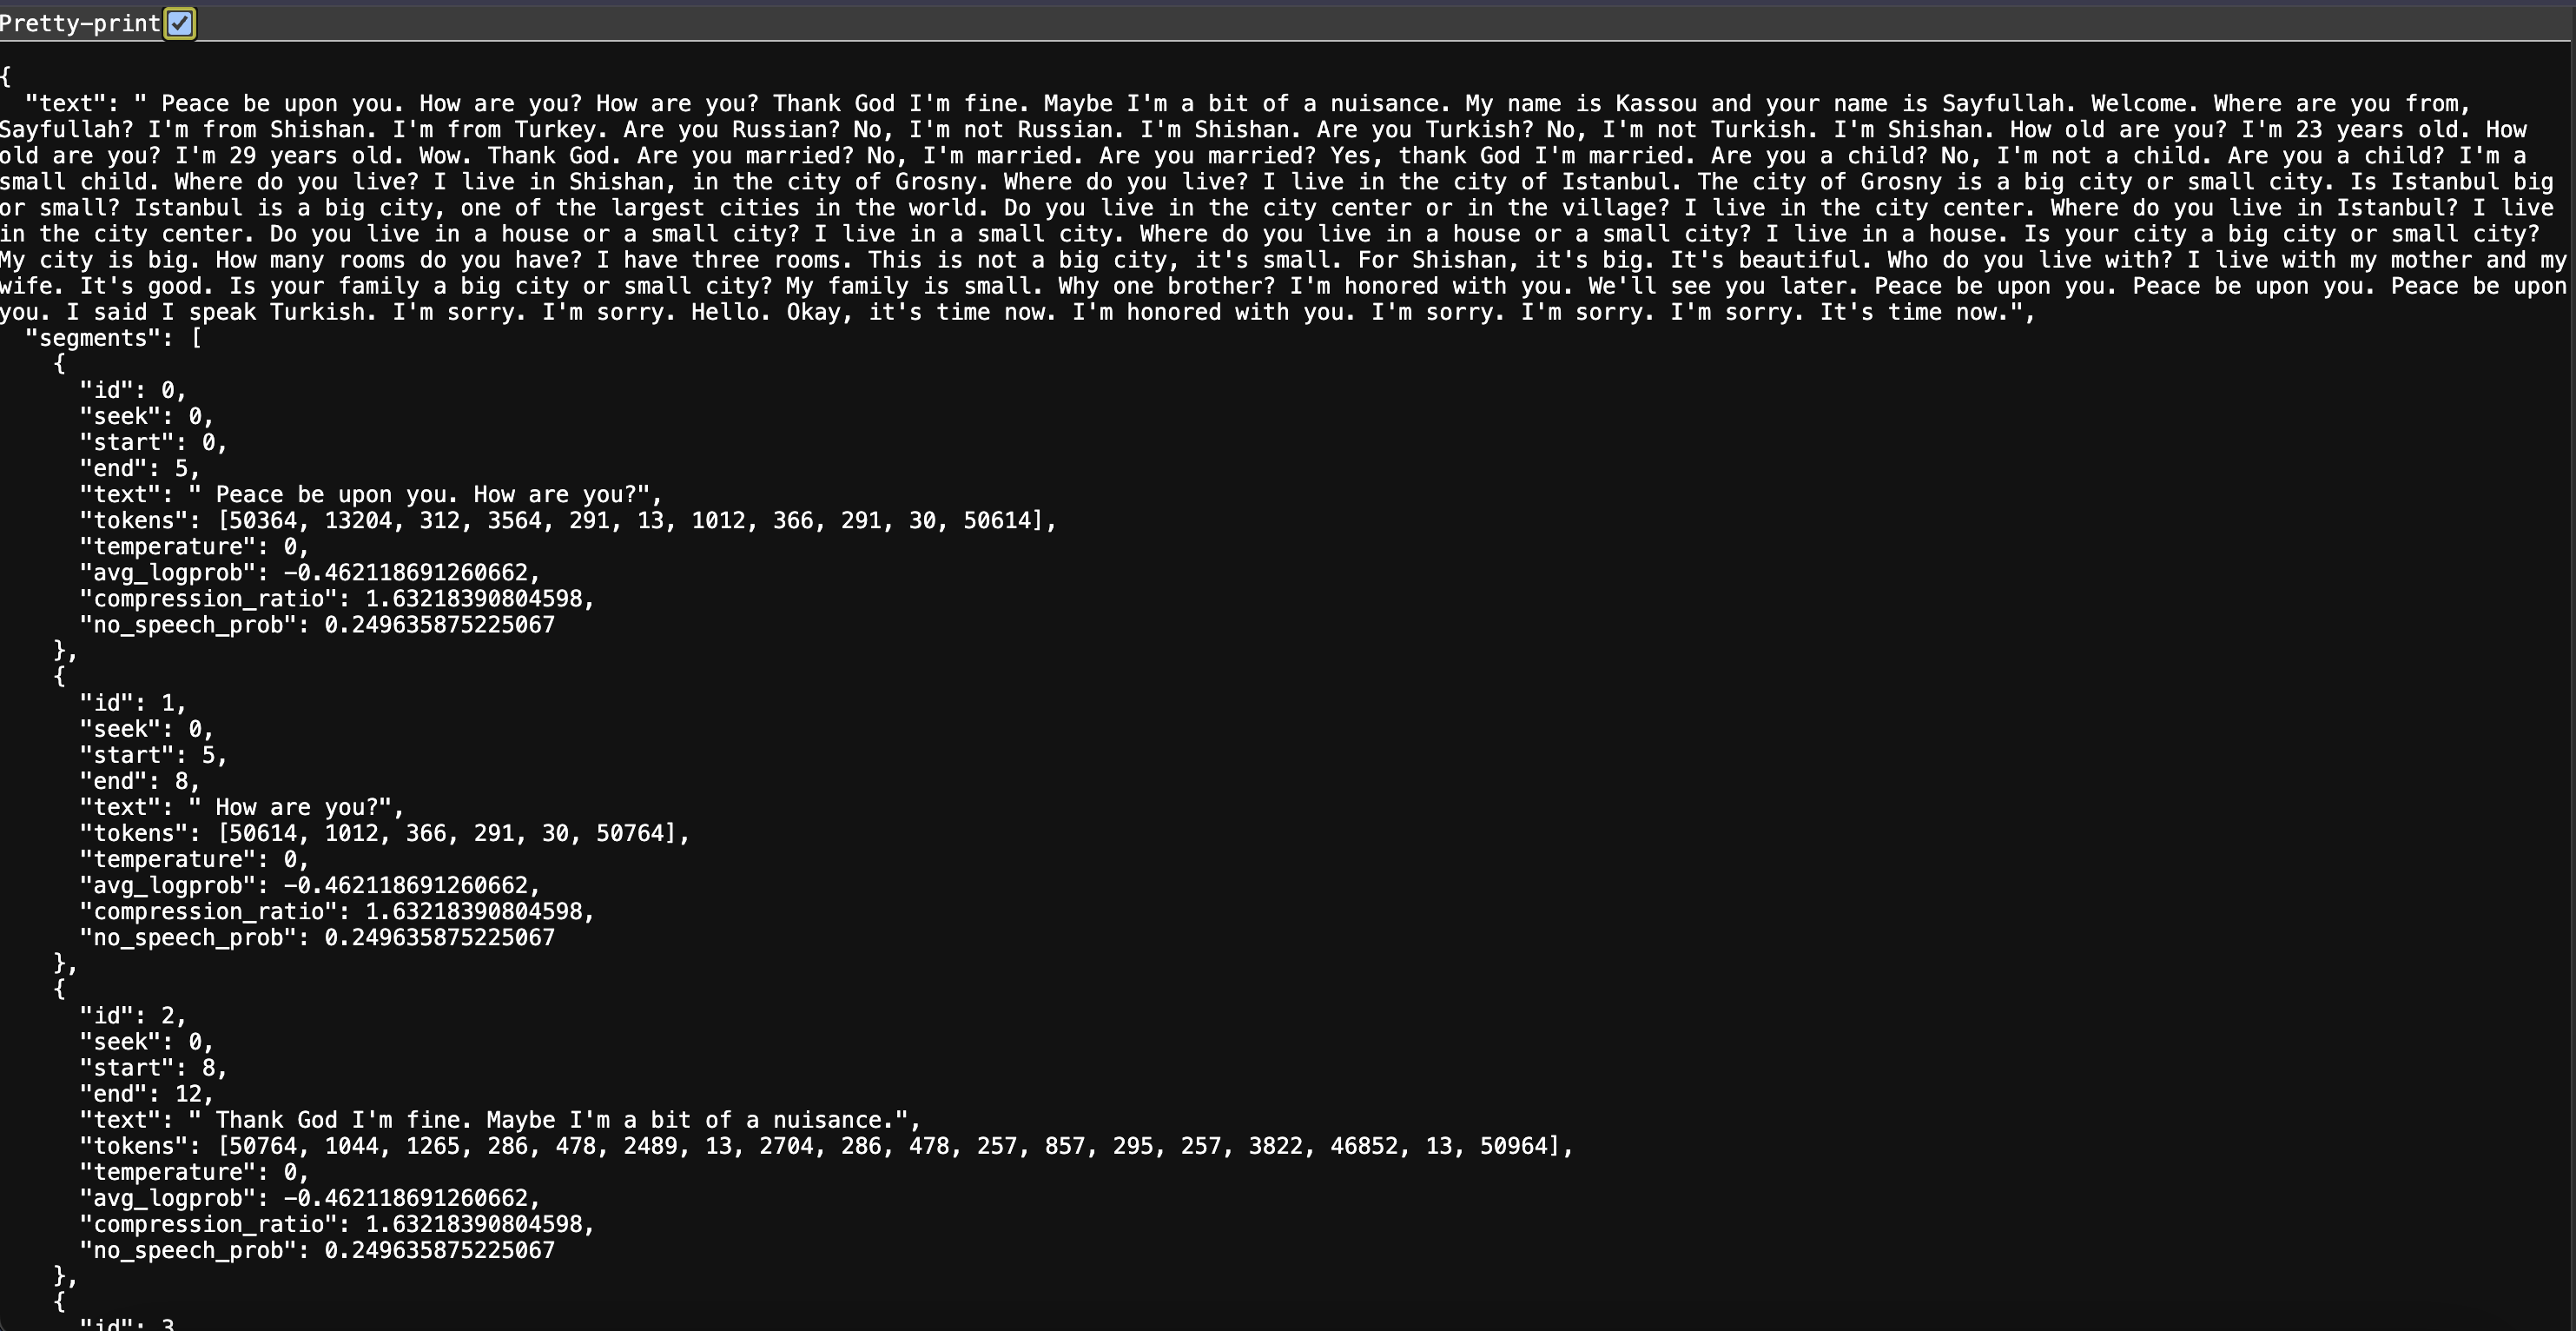 Pretty-print
{
"text": " Peace be upon you. How are you? How are you? Thank God I'm fine. Maybe I'm a bit of a nuisance. My name is Kassou and your name is Sayfullah. Welcome. Where are you from,
Sayfullah? I'm from Shishan. I'm from Turkey. Are you Russian? No, I'm not Russian. I'm Shishan. Are you Turkish? No, I'm not Turkish. I'm Shishan. How old are you? I'm 23 years old. How
old are you? I'm 29 years old. Wow. Thank God. Are you married? No, I'm married. Are you married? Yes, thank God I'm married. Are you a child? No, I'm not a child. Are you a child? I'm a
small child. Where do you live? I live in Shishan, in the city of Grosny. Where do you live? I live in the city of Istanbul. The city of Grosny is a big city or small city. Is Istanbul big
or small? Istanbul is a big city, one of the largest cities in the world. Do you live in the city center or in the village? I live in the city center. Where do you live in Istanbul? I live
in the city center. Do you live in a house or a small city? I live in a small city. Where do you live in a house or a small city? I live in a house. Is your city a big city or small city?
My city is big. How many rooms do you have? I have three rooms. This is not a big city, it's small. For Shishan, it's big. It's beautiful. Who do you live with? I live with my mother and my
wife. It's good. Is your family a big city or small city? My family is small. Why one brother? I'm honored with you. We'll see you later. Peace be upon you. Peace be upon you. Peace be upon
you. I said I speak Turkish. I'm sorry. I'm sorry. Hello. Okay, it's time now. I'm honored with you. I'm sorry. I'm sorry. I'm sorry. It's time now.",
"segments": [
{
"id": 0,
"seek": 0,
"start": 0,
"end": 5,
"text": " Peace be upon you. How are you?",
"tokens": [50364, 13204, 312, 3564, 291, 13, 1012, 366, 291, 30, 50614],
"temperature": 0,
"avg_logprob": -0.462118691260662,
"compression_ratio": 1.63218390804598,
"no_speech_prob": 0.249635875225067
},
{
"id": 1,
"seek": 0,
"start": 5,
"end": 8,
"text": " How are you?",
"tokens": [50614, 1012, 366, 291, 30, 50764],
"temperature": 0,
"avg_logprob": -0.462118691260662,
"compression_ratio": 1.63218390804598,
"no_speech_prob": 0.249635875225067
},
{
"id": 2,
"seek": 0,
"start": 8,
"end": 12,
"text": " Thank God I'm fine. Maybe I'm a bit of a nuisance.",
"tokens": [50764, 1044, 1265, 286, 478, 2489, 13, 2704, 286, 478, 257, 857, 295, 257, 3822, 46852, 13, 50964],
"temperature": 0,
"avg_logprob": -0.462118691260662,
"compression_ratio": 1.63218390804598,
"no_speech_prob": 0.249635875225067
},
{
"id": 3